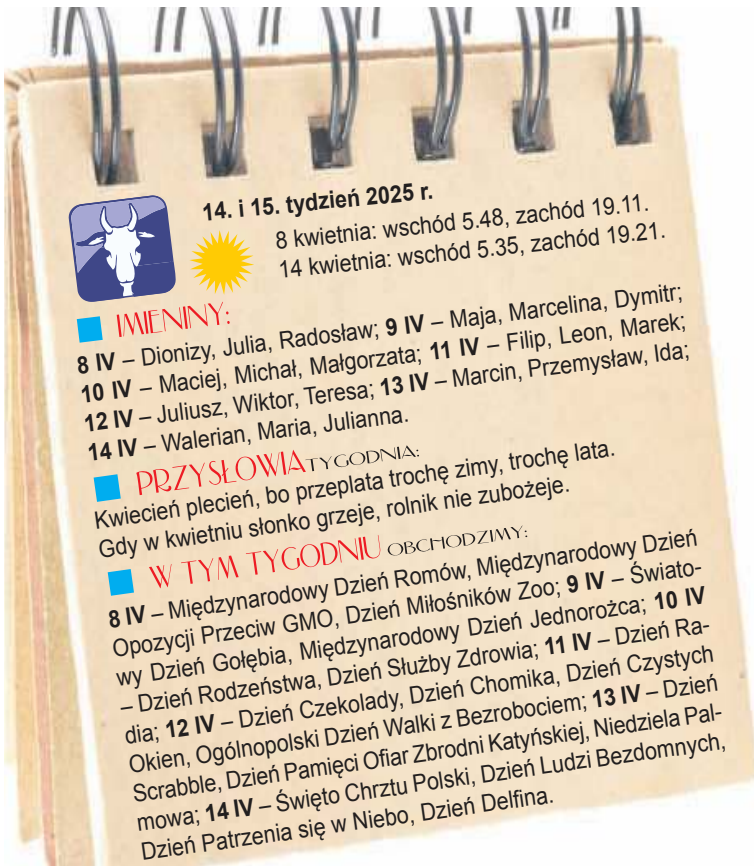 14. i 15. tydzień 2025 r.
8 kwietnia: wschód 5.48, zachód 19.11.
14 kwietnia: wschód 5.35, zachód 19.21.
IMIENINY:
8 IV – Dionizy, Julia, Radosław; 9 IV – Maja, Marcelina, Dymitr;
10 IV – Maciej, Michał, Małgorzata; 11 IV – Filip, Leon, Marek;
12 IV – Juliusz, Wiktor, Teresa; 13 IV – Marcin, Przemysław, Ida;
14 IV – Walerian, Maria, Julianna.
PRZYSŁOWIA TYGODNIA:
Kwiecień plecień, bo przeplata trochę zimy, trochę lata.
Gdy w kwietniu słonko grzeje, rolnik nie zubożeje.
W TYM TYGODNIU OBCHODZIMY:
8 IV – Międzynarodowy Dzień Romów, Międzynarodowy Dzień
Opozycji Przeciw GMO, Dzień Miłośników Zoo; 9 IV – Świato-
wy Dzień Gołębia, Międzynarodowy Dzień Jednorożca; 10 IV
– Dzień Rodzeństwa, Dzień Służby Zdrowia; 11 IV – Dzień Ra-
dia; 12 IV – Dzień Czekolady, Dzień Chomika, Dzień Czystych
Okien, Ogólnopolski Dzień Walki z Bezrobociem; 13 IV – Dzień
Scrabble, Dzień Pamięci Ofiar Zbrodni Katyńskiej, Niedziela Pal-
mowa; 14 IV – Święto Chrztu Polski, Dzień Ludzi Bezdomnych,
Dzień Patrzenia się w Niebo, Dzień Delfina.